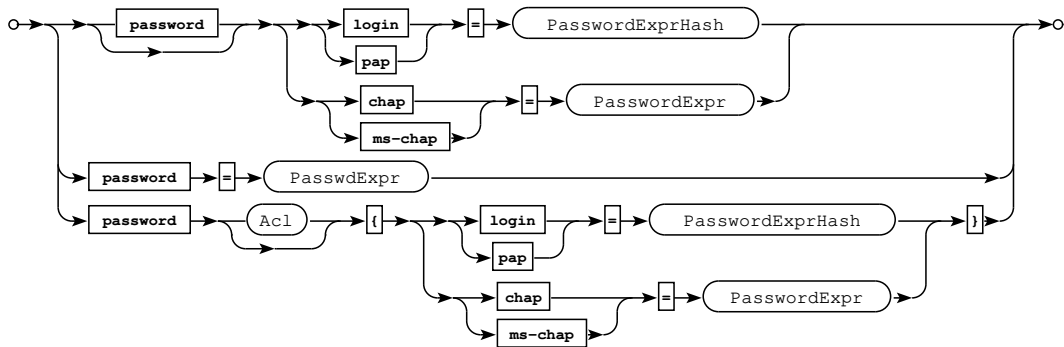 password login = PasswordExprHash
pap
chap = PasswordExpr
ms-chap
password = PasswdExpr
password Acl { login = PasswordExprHash }
pap
chap = PasswordExpr
ms-chap